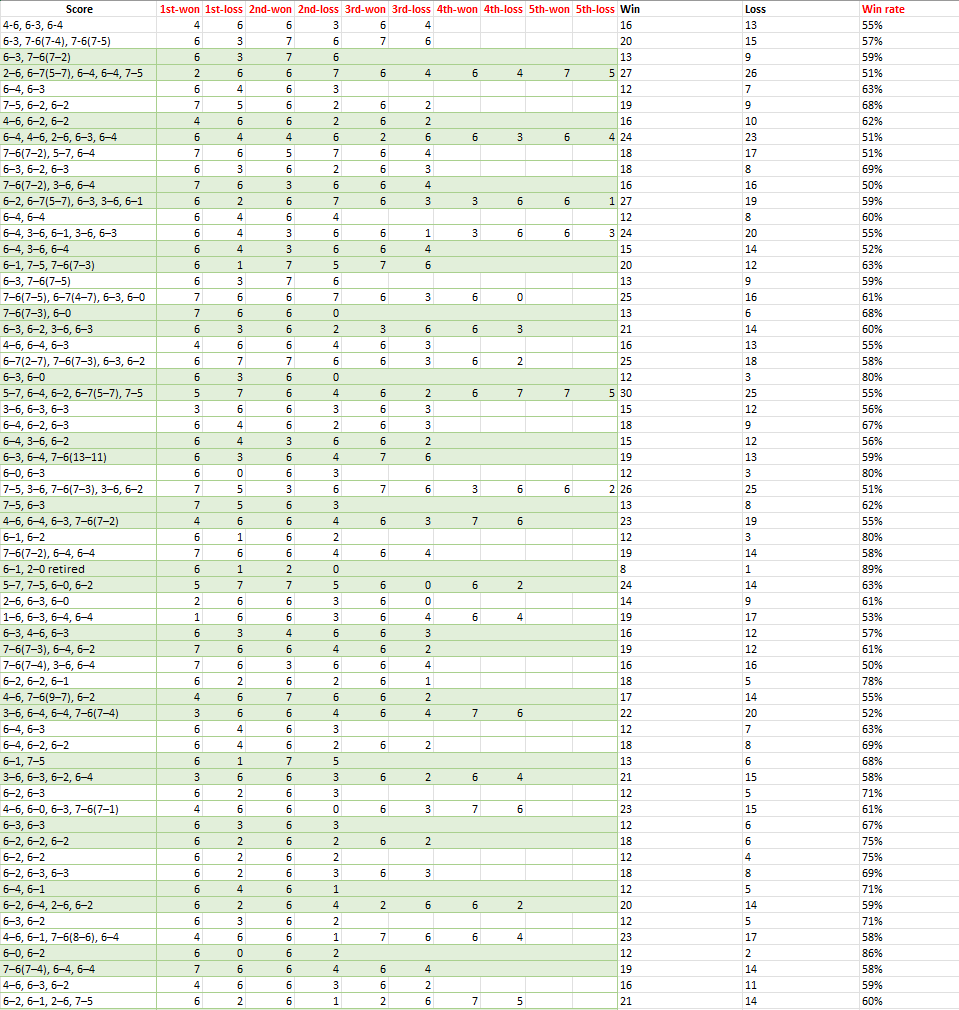 Score 1st-won 1st-loss 2nd-won 2nd-loss 3rd-won 3rd-loss 4th-won 4th-loss 5th-won 5th-loss Win Loss Win rate
4-6, 6-3, 6-4 4 6 6 3 6 4 16 13 55%
6-3, 7-6(7-4), 7-6(7-5) 6 3 7 6 7 6 20 15 57%
6–3, 7–6(7–2) 6 3 7 6 13 9 59%
2–6, 6–7(5–7), 6–4, 6–4, 7–5 2 6 6 7 6 4 6 4 7 5 27 26 51%
6–4, 6–3 6 4 6 3 12 7 63%
7–5, 6–2, 6–2 7 5 6 2 6 2 19 9 68%
4–6, 6–2, 6–2 4 6 6 2 6 2 16 10 62%
6–4, 4–6, 2–6, 6–3, 6–4 6 4 4 6 2 6 6 3 6 4 24 23 51%
7–6(7–2), 5–7, 6–4 7 6 5 7 6 4 18 17 51%
6–3, 6–2, 6–3 6 3 6 2 6 3 18 8 69%
7–6(7–2), 3–6, 6–4 7 6 3 6 6 4 16 16 50%
6–2, 6–7(5–7), 6–3, 3–6, 6–1 6 2 6 7 6 3 3 6 6 1 27 19 59%
6–4, 6–4 6 4 6 4 12 8 60%
6–4, 3–6, 6–1, 3–6, 6–3 6 4 3 6 6 1 3 6 6 3 24 20 55%
6–4, 3–6, 6–4 6 4 3 6 6 4 15 14 52%
6–1, 7–5, 7–6(7–3) 6 1 7 5 7 6 20 12 63%
6–3, 7–6(7–5) 6 3 7 6 13 9 59%
7–6(7–5), 6–7(4–7), 6–3, 6–0 7 6 6 7 6 3 6 0 25 16 61%
7–6(7–3), 6–0 7 6 6 0 13 6 68%
6–3, 6–2, 3–6, 6–3 6 3 6 2 3 6 6 3 21 14 60%
4–6, 6–4, 6–3 4 6 6 4 6 3 16 13 55%
6–7(2–7), 7–6(7–3), 6–3, 6–2 6 7 7 6 6 3 6 2 25 18 58%
6–3, 6–0 6 3 6 0 12 3 80%
5–7, 6–4, 6–2, 6–7(5–7), 7–5 5 7 6 4 6 2 6 7 7 5 30 25 55%
3–6, 6–3, 6–3 3 6 6 3 6 3 15 12 56%
6–4, 6–2, 6–3 6 4 6 2 6 3 18 9 67%
6–4, 3–6, 6–2 6 4 3 6 6 2 15 12 56%
6–3, 6–4, 7–6(13–11) 6 3 6 4 7 6 19 13 59%
6–0, 6–3 6 0 6 3 12 3 80%
7–5, 3–6, 7–6(7–3), 3–6, 6–2 7 5 3 6 7 6 3 6 6 2 26 25 51%
7–5, 6–3 7 5 6 3 13 8 62%
4–6, 6–4, 6–3, 7–6(7–2) 4 6 6 4 6 3 7 6 23 19 55%
6–1, 6–2 6 1 6 2 12 3 80%
7–6(7–2), 6–4, 6–4 7 6 6 4 6 4 19 14 58%
6–1, 2–0 retired 6 1 2 0 8 1 89%
5–7, 7–5, 6–0, 6–2 5 7 7 5 6 0 6 2 24 14 63%
2–6, 6–3, 6–0 2 6 6 3 6 0 14 9 61%
1–6, 6–3, 6–4, 6–4 1 6 6 3 6 4 6 4 19 17 53%
6–3, 4–6, 6–3 6 3 4 6 6 3 16 12 57%
7–6(7–3), 6–4, 6–2 7 6 6 4 6 2 19 12 61%
7–6(7–4), 3–6, 6–4 7 6 3 6 6 4 16 16 50%
6–2, 6–2, 6–1 6 2 6 2 6 1 18 5 78%
4–6, 7–6(9–7), 6–2 4 6 7 6 6 2 17 14 55%
3–6, 6–4, 6–4, 7–6(7–4) 3 6 6 4 6 4 7 6 22 20 52%
6–4, 6–3 6 4 6 3 12 7 63%
6–4, 6–2, 6–2 6 4 6 2 6 2 18 8 69%
6–1, 7–5 6 1 7 5 13 6 68%
3–6, 6–3, 6–2, 6–4 3 6 6 3 6 2 6 4 21 15 58%
6–2, 6–3 6 2 6 3 12 5 71%
4–6, 6–0, 6–3, 7–6(7–1) 4 6 6 0 6 3 7 6 23 15 61%
6–3, 6–3 6 3 6 3 12 6 67%
6–2, 6–2, 6–2 6 2 6 2 6 2 18 6 75%
6–2, 6–2 6 2 6 2 12 4 75%
6–2, 6–3, 6–3 6 2 6 3 6 3 18 8 69%
6–4, 6–1 6 4 6 1 12 5 71%
6–2, 6–4, 2–6, 6–2 6 2 6 4 2 6 6 2 20 14 59%
6–3, 6–2 6 3 6 2 12 5 71%
4–6, 6–1, 7–6(8–6), 6–4 4 6 6 1 7 6 6 4 23 17 58%
6–0, 6–2 6 0 6 2 12 2 86%
7–6(7–4), 6–4, 6–4 7 6 6 4 6 4 19 14 58%
4–6, 6–3, 6–2 4 6 6 3 6 2 16 11 59%
6–2, 6–1, 2–6, 7–5 6 2 6 1 2 6 7 5 21 14 60%